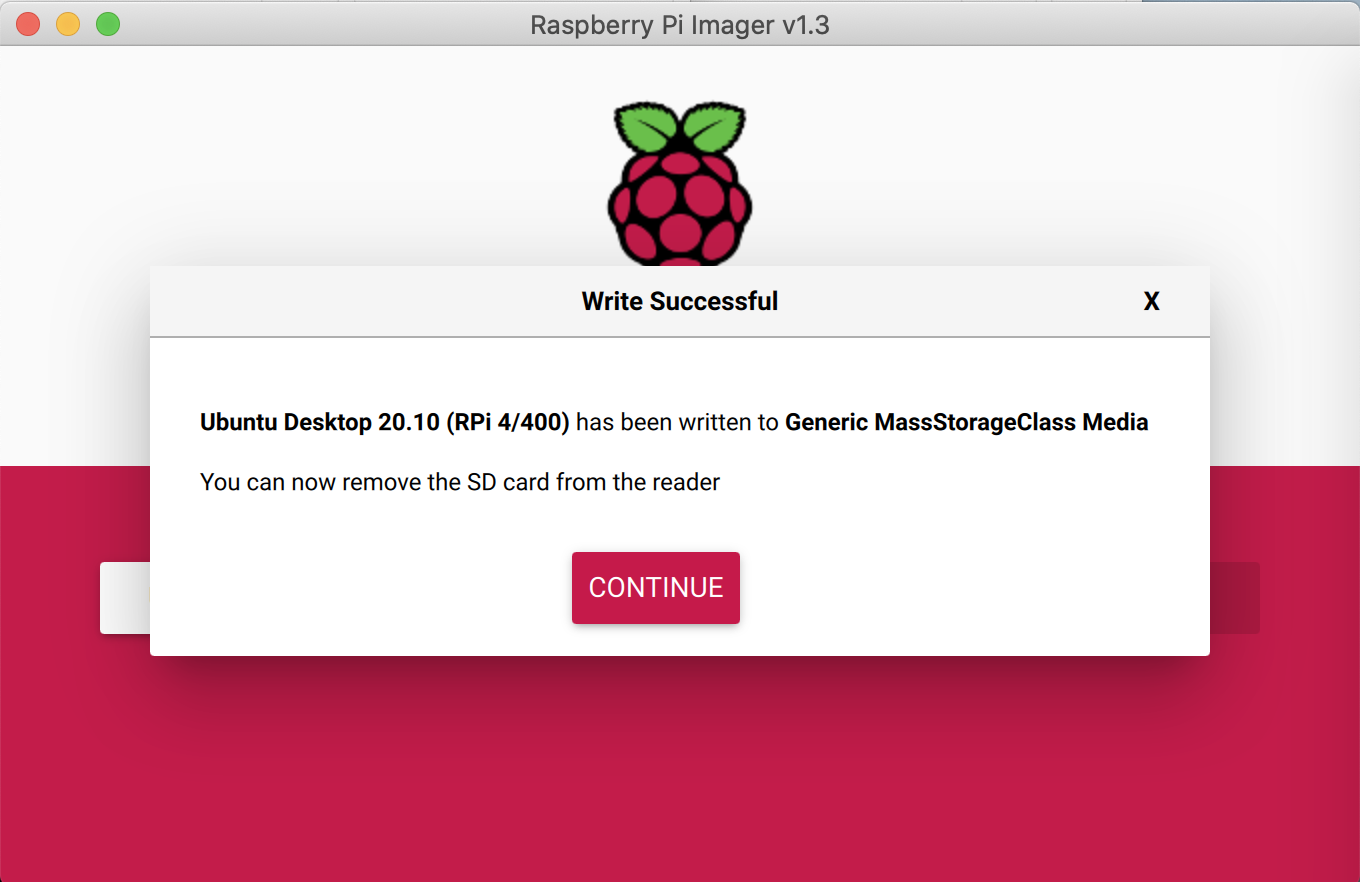 Raspberry Pi Imager v1.3
Write Successful X
Ubuntu Desktop 20.10 (RPi 4/400) has been written to Generic MassStorageClass Media
You can now remove the SD card from the reader
CONTINUE